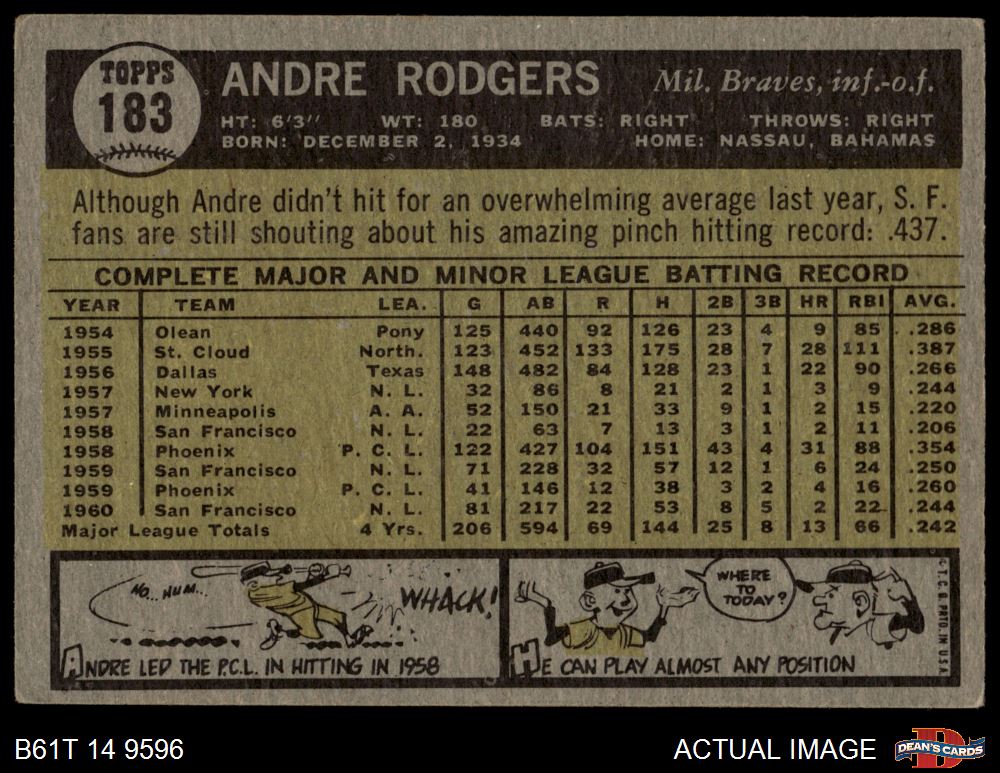 TOPPS
183
ANDRE RODGERS Mil. Braves, inf.-o.f.
HT: 6'3" WT: 180 BATS: RIGHT THROWS: RIGHT
BORN: DECEMBER 2, 1934 HOME: NASSAU, BAHAMAS
Although Andre didn't hit for an overwhelming average last year, S. F.
fans are still shouting about his amazing pinch hitting record: .437.
COMPLETE MAJOR AND MINOR LEAGUE BATTING RECORD
YEAR TEAM LEA. G AB R H 2B 3B HR RBI AVG.
1954 Olean Pony 125 440 92 126 23 4 9 85 .286
1955 St. Cloud North. 123 452 133 175 28 7 28 111 .387
1956 Dallas Texas 148 482 84 128 23 1 22 90 .266
1957 New York N. L. 32 86 8 21 2 1 3 9 .244
1957 Minneapolis A. A. 52 150 21 33 9 1 2 15 .220
1958 San Francisco N. L. 22 63 7 13 3 1 2 11 .206
1958 Phoenix P. C. L. 122 427 104 151 43 4 31 88 .354
1959 San Francisco N. L. 71 228 32 57 12 1 6 24 .250
1959 Phoenix P. C. L. 41 146 12 38 3 2 4 16 .260
1960 San Francisco N. L. 81 217 22 53 8 5 2 22 .244
Major League Totals 4 Yrs. 206 594 69 144 25 8 13 66 .242
HO.. HUM...
WHACK!
ANDRE LED THE P.C.L. IN HITTING IN 1958
WHERE
TO
TODAY?
HE CAN PLAY ALMOST ANY POSITION
© T. C. G. PRTD. IN U.S.A.
B61T 14 9596
ACTUAL IMAGE
D
DEAN'S CARDS